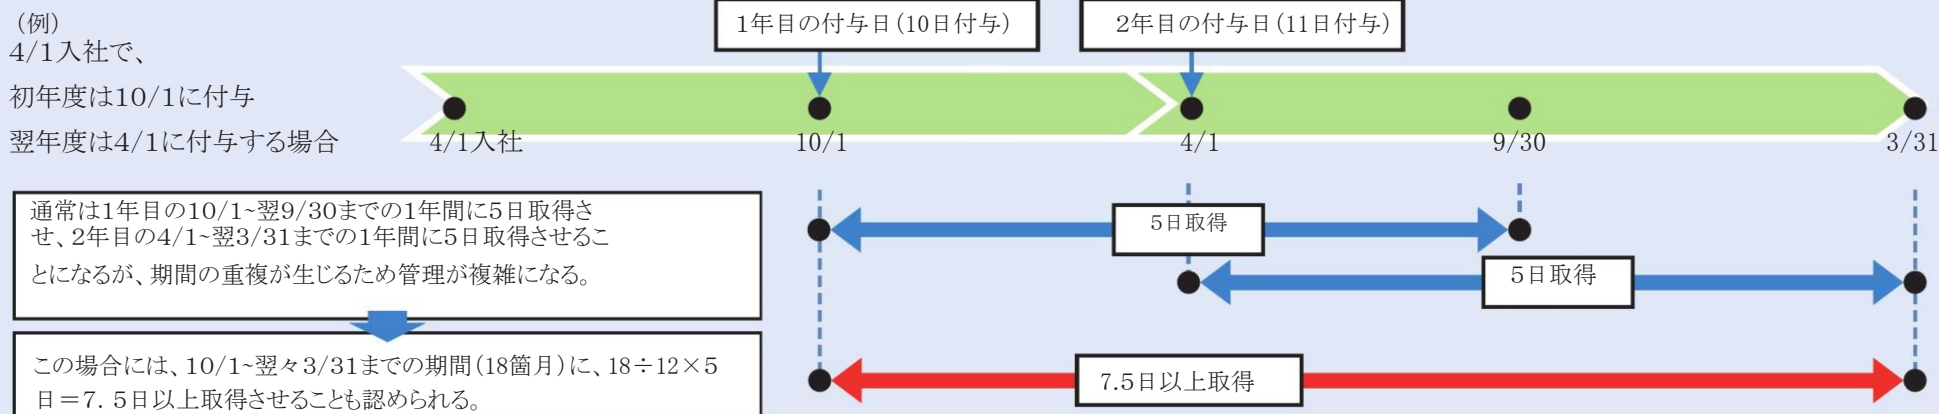 （例）
4/1入社で、
初年度は10/1に付与
翌年度は4/1に付与する場合
1年目の付与日（10日付与）
2年目の付与日（11日付与）
4/1入社
10/1
4/1
9/30
3/31
通常は1年目の10/1~翌9/30までの1年間に5日取得さ
せ、2年目の4/1~翌3/31までの1年間に5日取得させるこ
とになるが、期間の重複が生じるため管理が複雑になる。
5日取得
5日取得
この場合には、10/1~翌々3/31までの期間（18箇月）に、18÷12×5
日＝7.5日以上取得させることも認められる。
7.5日以上取得